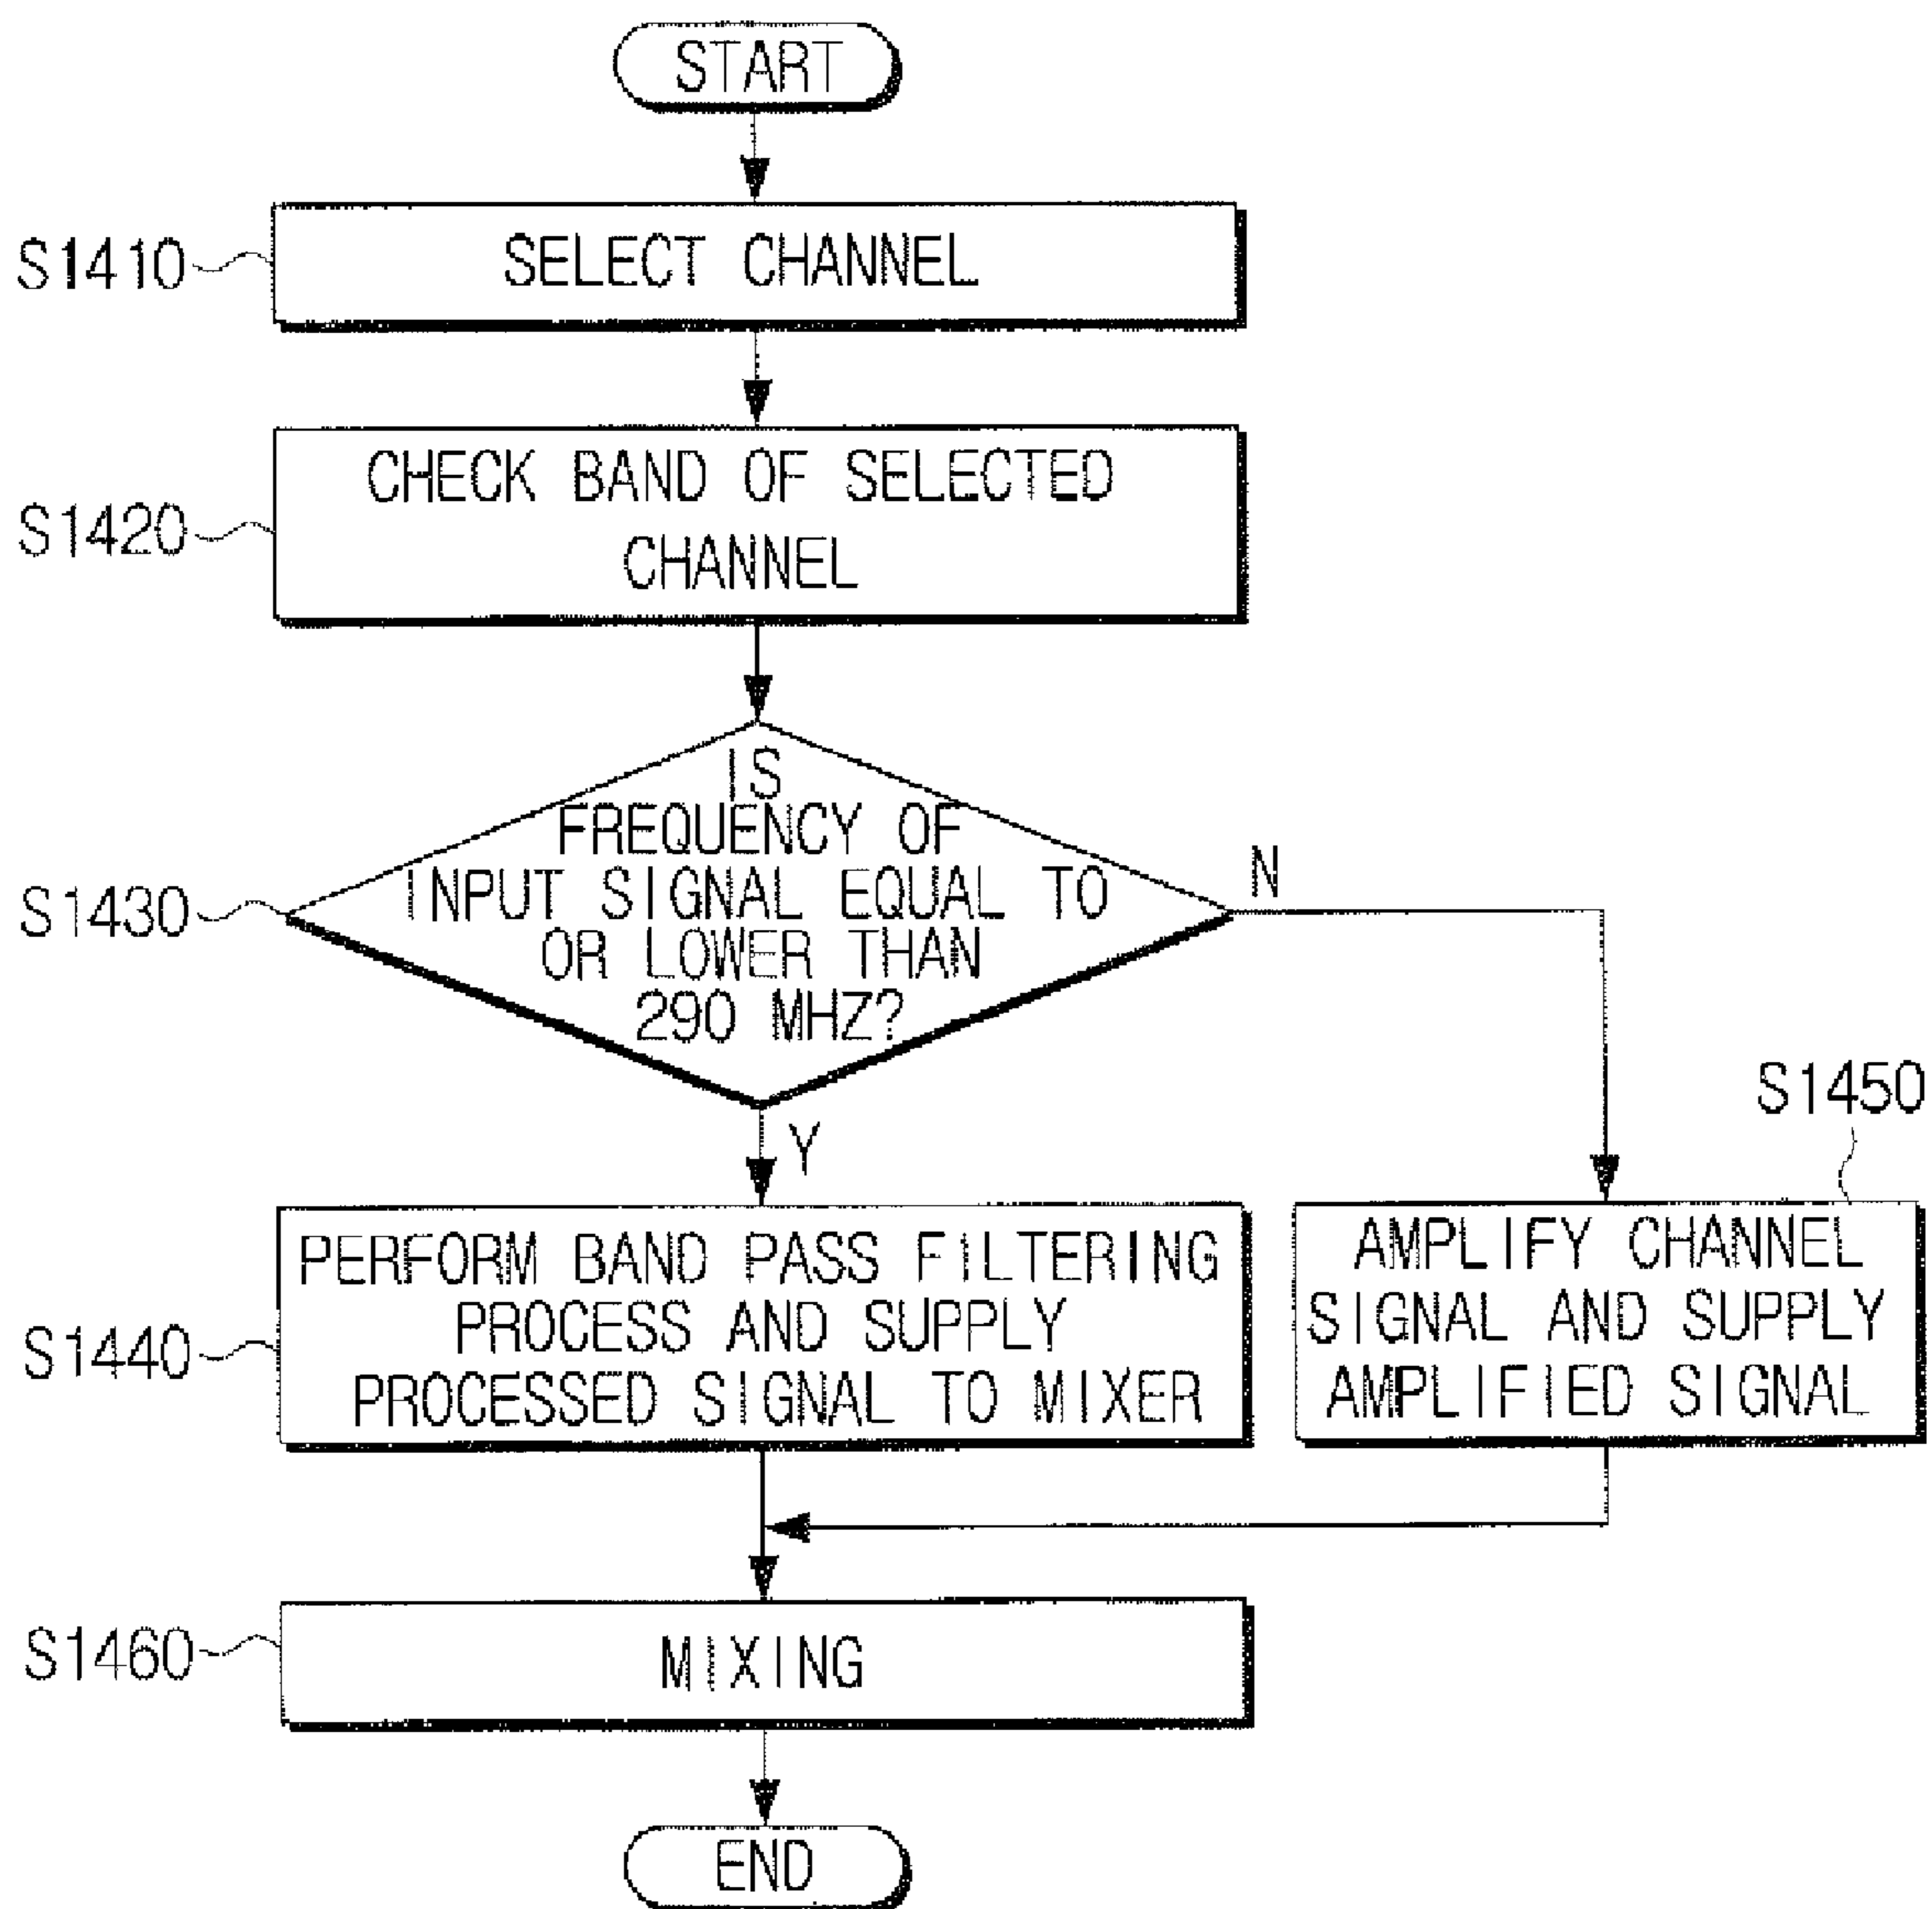 START
S1410
SELECT CHANNEL
S1420
CHECK BAND OF SELECTED
CHANNEL
S1430
IS
FREQUENCY OF
INPUT SIGNAL EQUAL TO
OR LOWER THAN
290 MHZ?
N
Y
S1440
PERFORM BAND PASS FILTERING
PROCESS AND SUPPLY
PROCESSED SIGNAL TO MIXER
S1450
AMPLIFY CHANNEL
SIGNAL AND SUPPLY
AMPLIFIED SIGNAL
S1460
MIXING
END